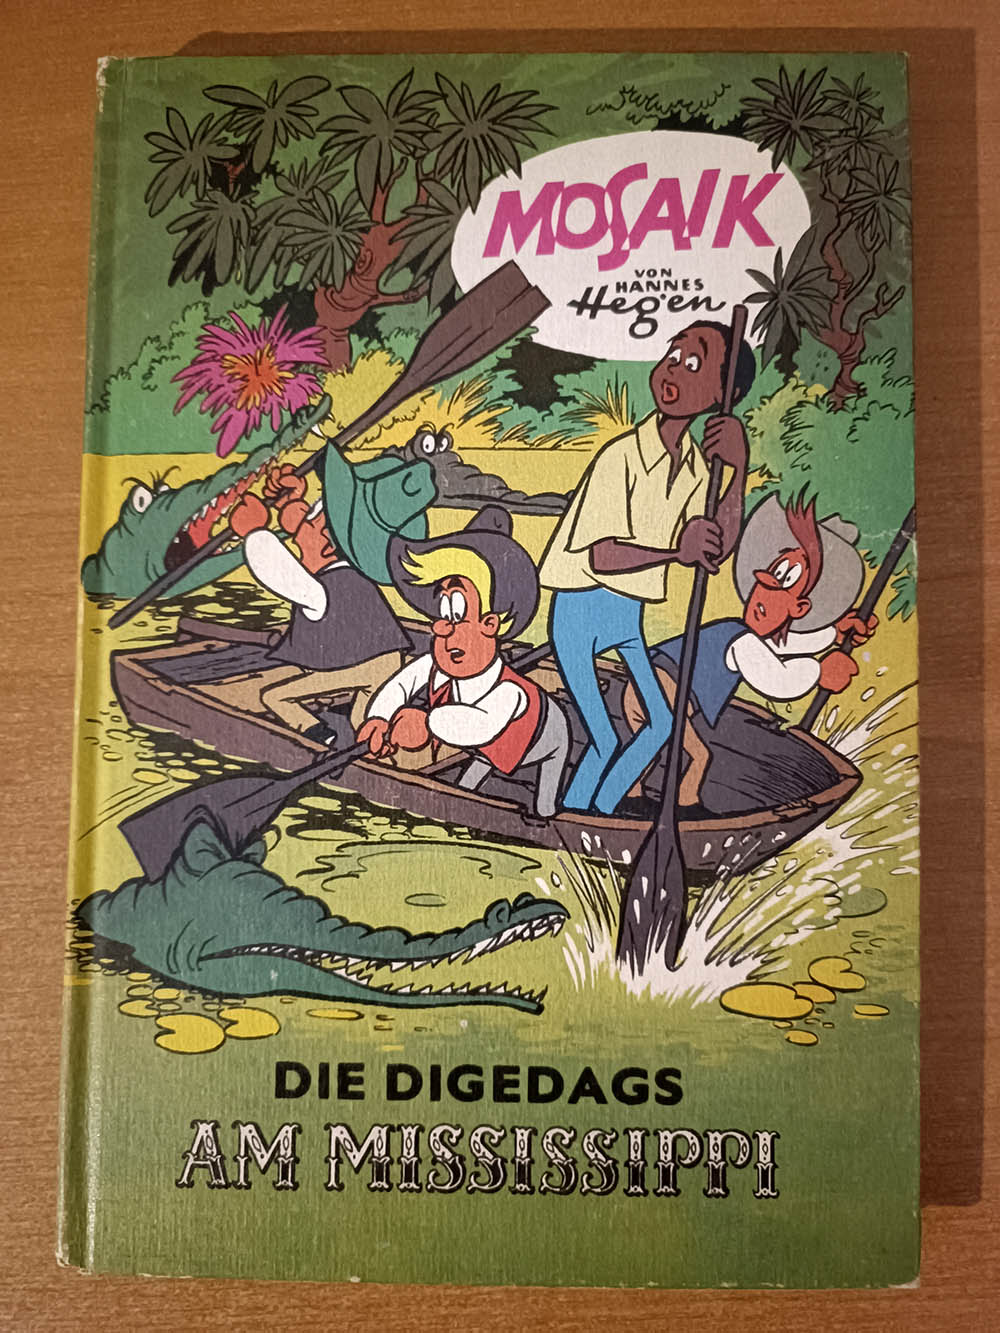 MOSAIK
VON
HANNES
Hegen
DIE DIGEDAGS
AM MISSISSIPPI